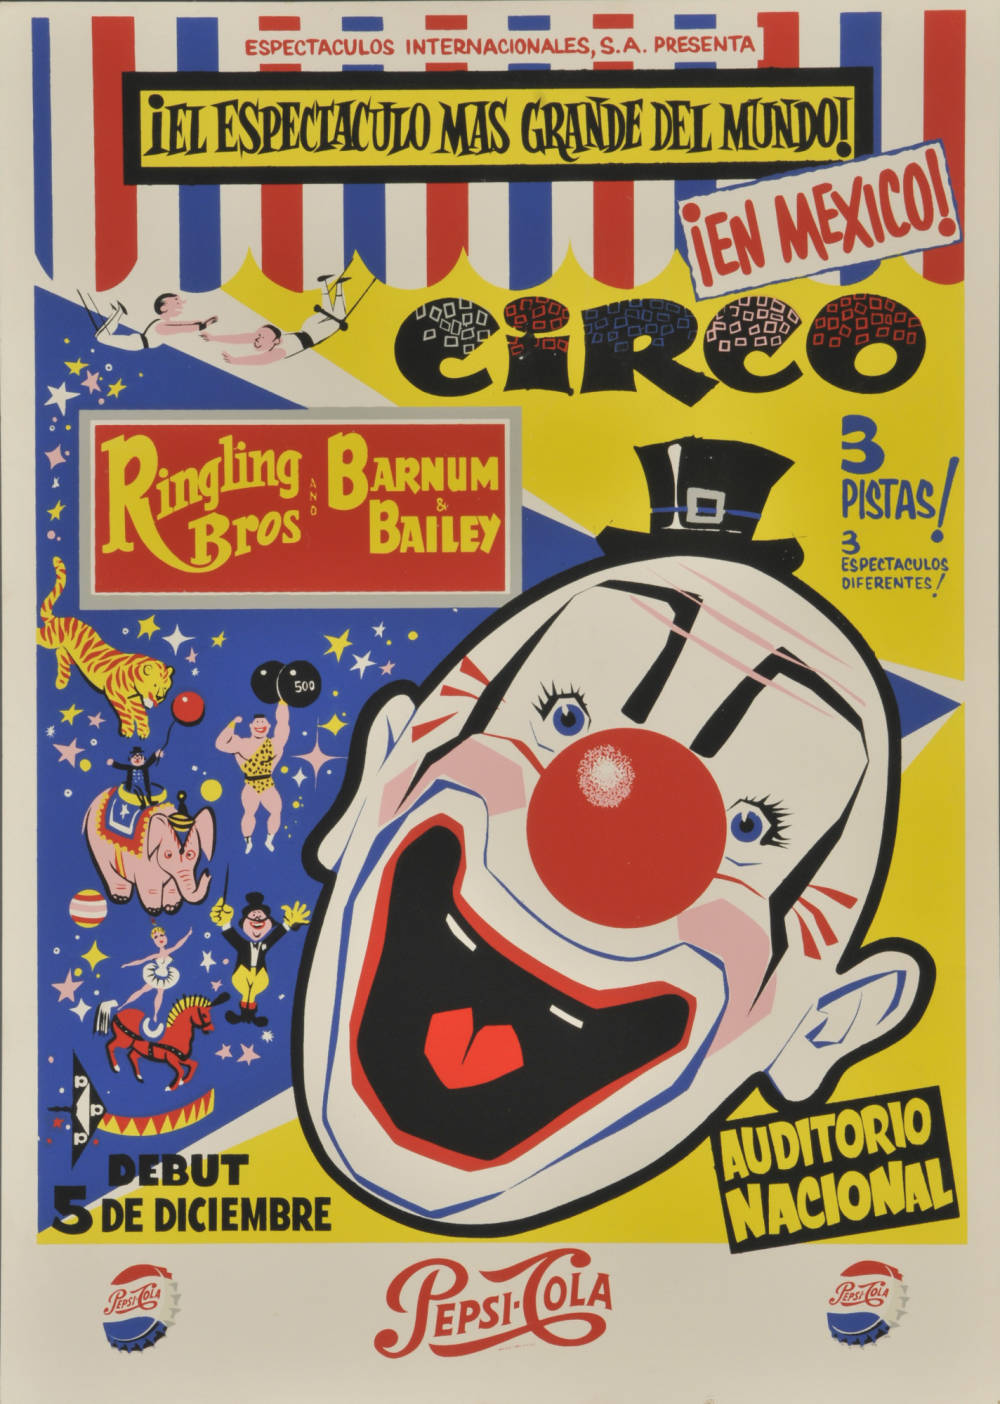 ESPECTACULOS INTERNACIONALES, S.A. PRESENTA
¡EL ESPECTACULO MAS GRANDE DEL MUNDO!
¡EN MEXICO!
CiRCO
Ringling Bros AND BARNUM & BAILEY
3
PISTAS!
3
ESPECTACULOS
DIFERENTES!
500
P
P
P
DEBUT
5 DE DICIEMBRE
AUDITORIO
NACIONAL
PEPSI-COLA
PEPSI-COLA
PEPSI-COLA